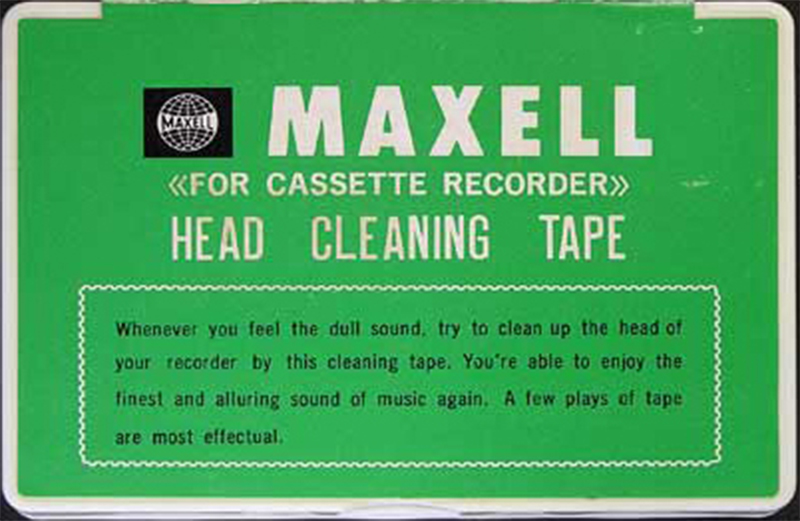 MAXELL
MAXELL
《FOR CASSETTE RECORDER》
HEAD CLEANING TAPE
Whenever you feel the dull sound, try to clean up the head of
your recorder by this cleaning tape. You're able to enjoy the
finest and alluring sound of music again. A few plays of tape
are most effectual.